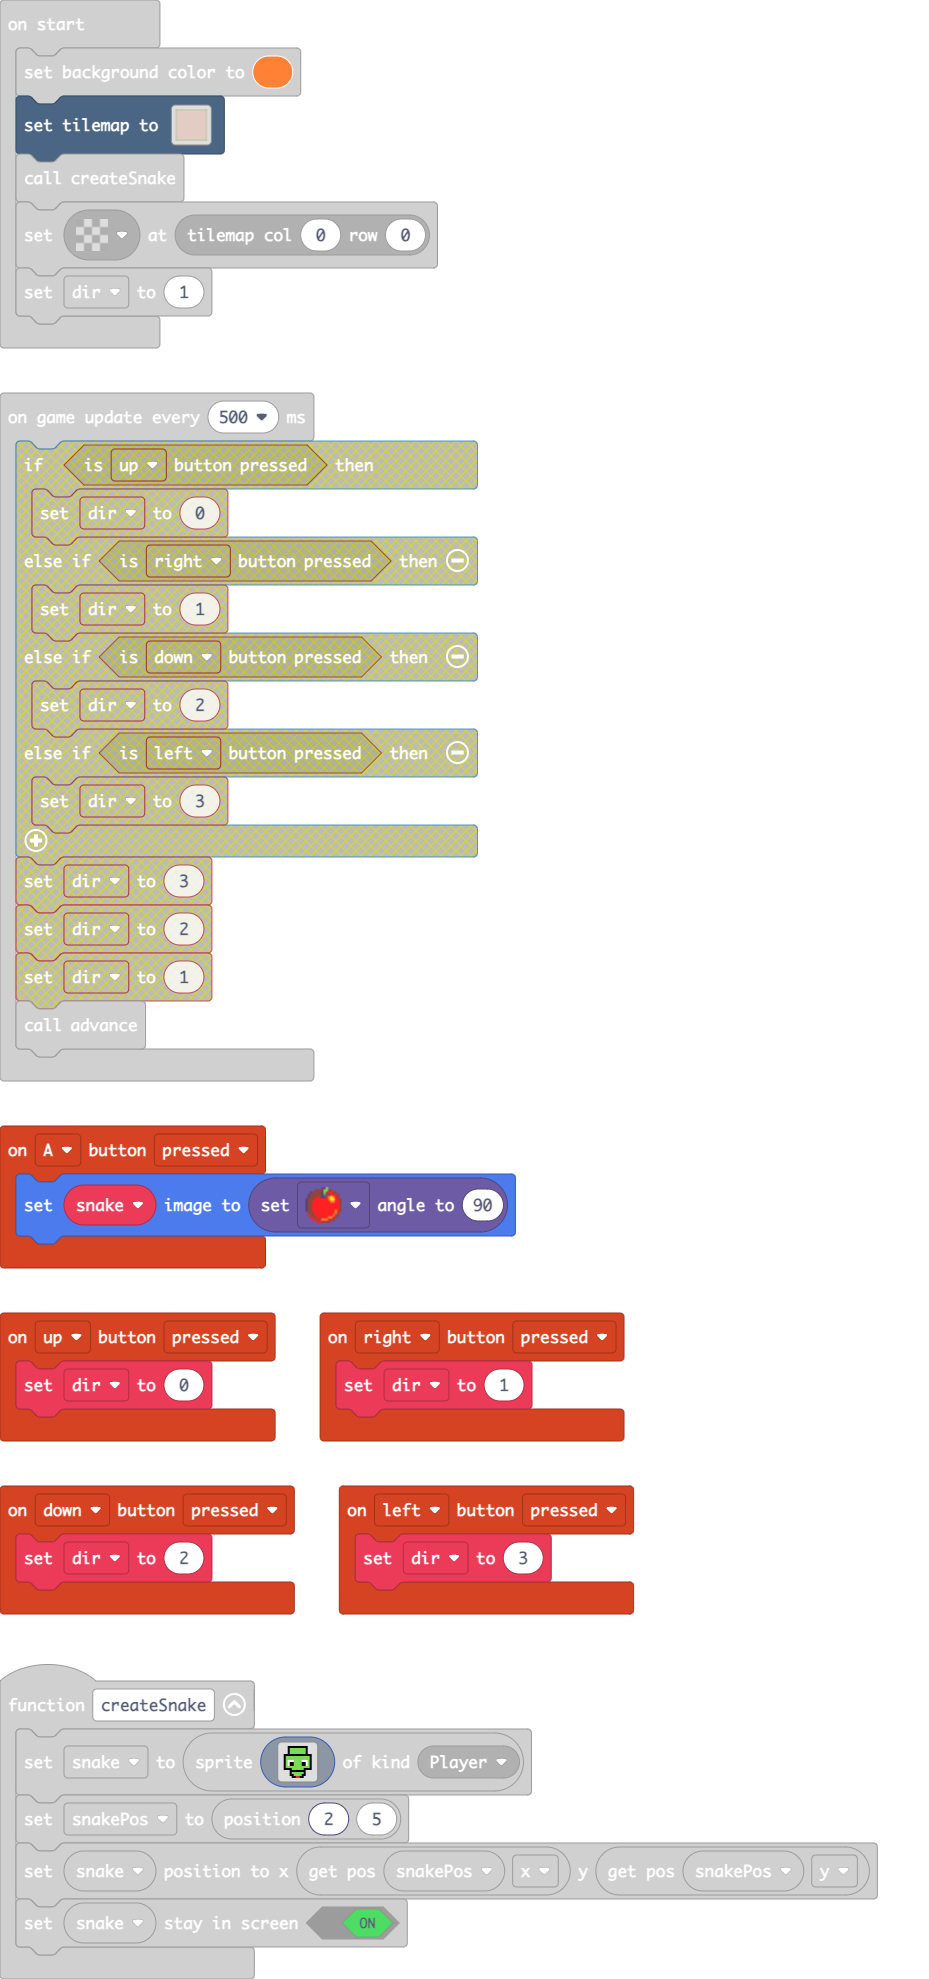 on start
set background color to
set tilemap to
call createSnake
set at tilemap col 0 row 0
set dir to 1
on game update every 500 ms
if is up button pressed then
set dir to 0
else if is right button pressed then
set dir to 1
else if is down button pressed then
set dir to 2
else if is left button pressed then
set dir to 3
set dir to 3
set dir to 2
set dir to 1
call advance
on A button pressed
set snake image to set angle to 90
on up button pressed
set dir to 0
on right button pressed
set dir to 1
on down button pressed
set dir to 2
on left button pressed
set dir to 3
function createSnake
set snake to sprite of kind Player
set snakePos to position 2 5
set snake position to x get pos snakePos x y get pos snakePos y
set snake stay in screen ON